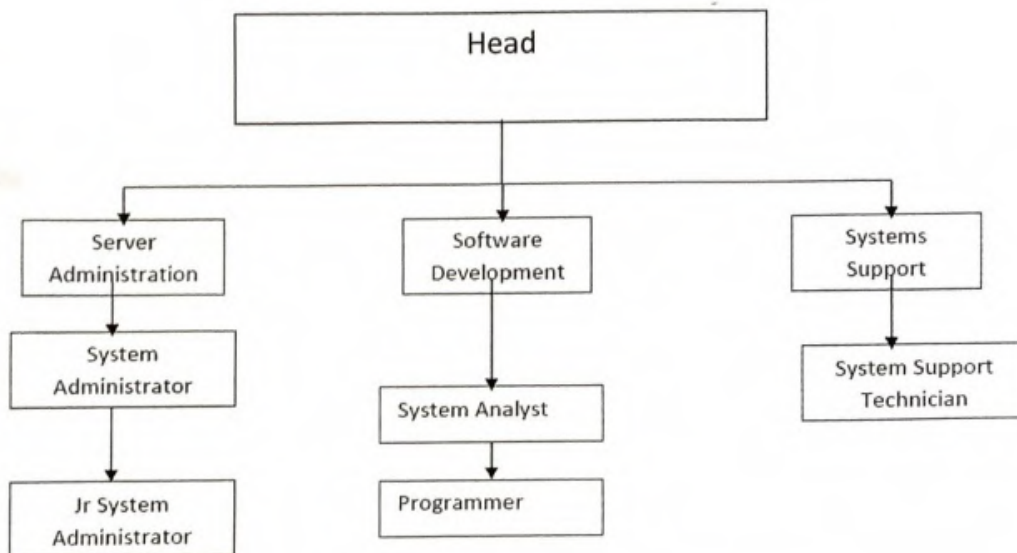 Head
Server
Administration
Software
Development
Systems
Support
System
Administrator
System Support
Technician
System Analyst
Jr System
Administrator
Programmer